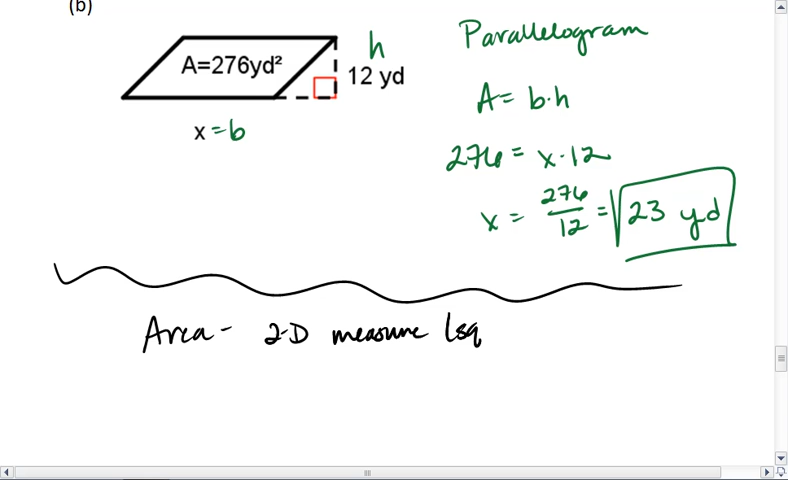 (b)
Parallelogram
A=276yd²
h
12 yd
x = b
A = b·h
276 = x·12
x = 276/12 = 23 yd
Area - 2-D measure (sq